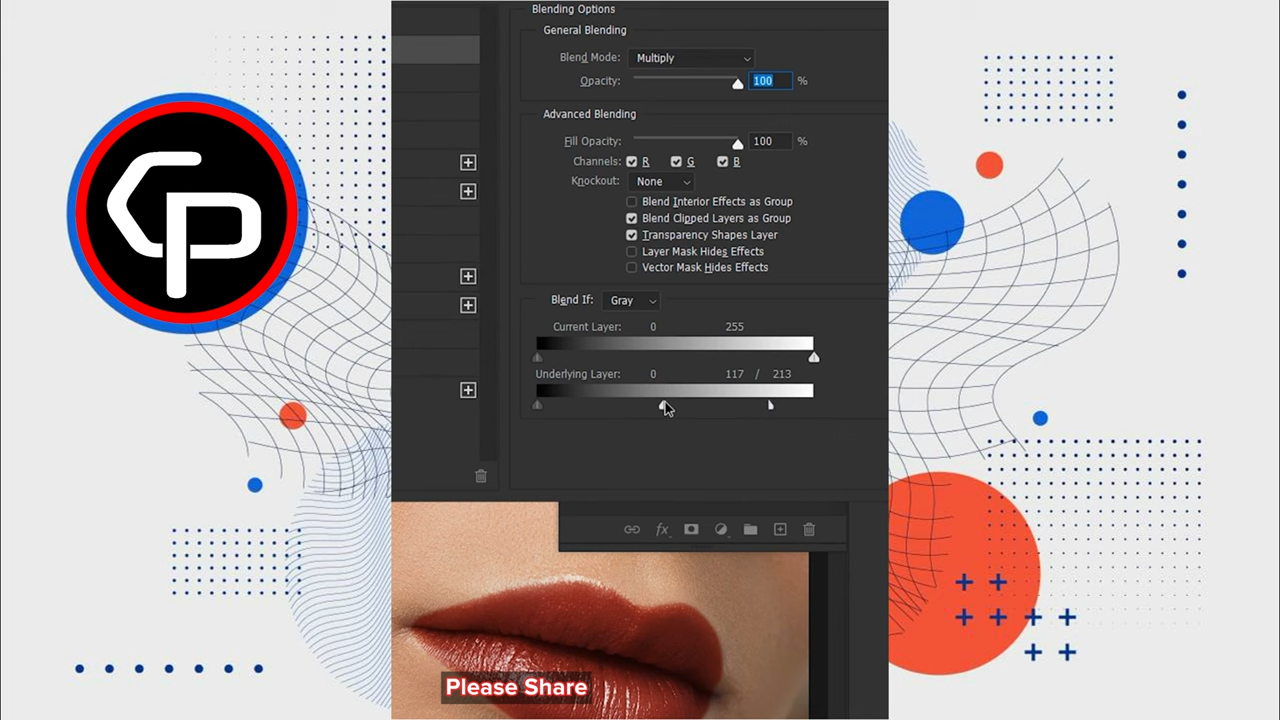 CP
Blending Options
General Blending
Blend Mode: Multiply
Opacity: 100 %
Advanced Blending
Fill Opacity: 100 %
Channels: R G B
Knockout: None
Blend Interior Effects as Group
Blend Clipped Layers as Group
Transparency Shapes Layer
Layer Mask Hides Effects
Vector Mask Hides Effects
Blend If: Gray
Current Layer: 0 255
Underlying Layer: 0 117 / 213
fx
Please Share